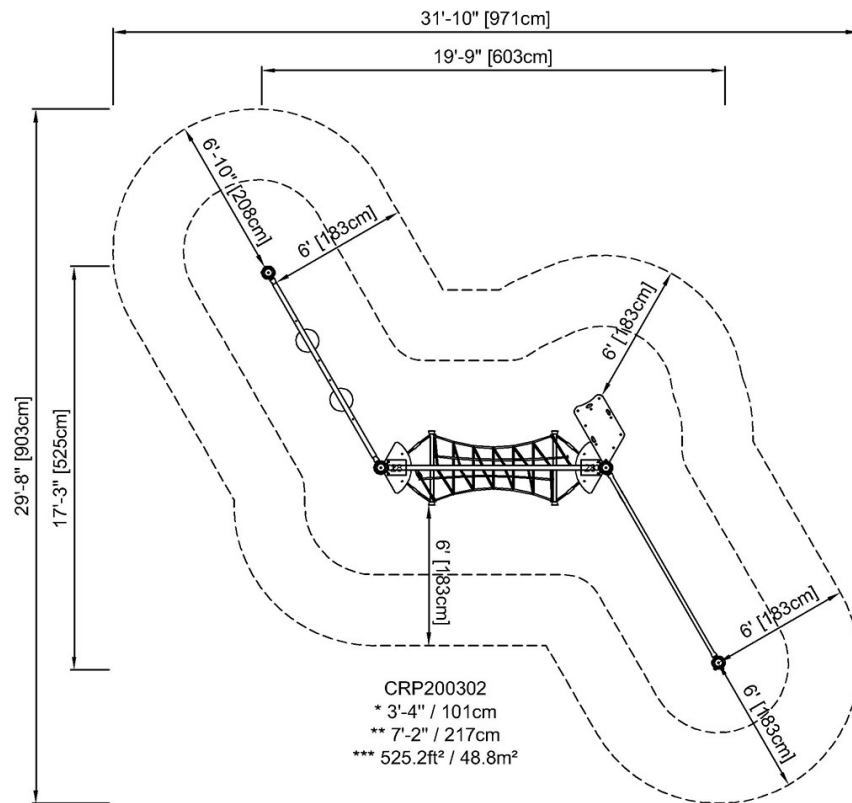 31'-10" [971cm]
19'-9" [603cm]
6'-10" [208cm]
6' [183cm]
6' [183cm]
29'-8" [903cm]
17'-3" [525cm]
6' [183cm]
6' [183cm]
6' [183cm]
CRP200302
* 3'-4" / 101cm
** 7'-2" / 217cm
*** 525.2ft² / 48.8m²